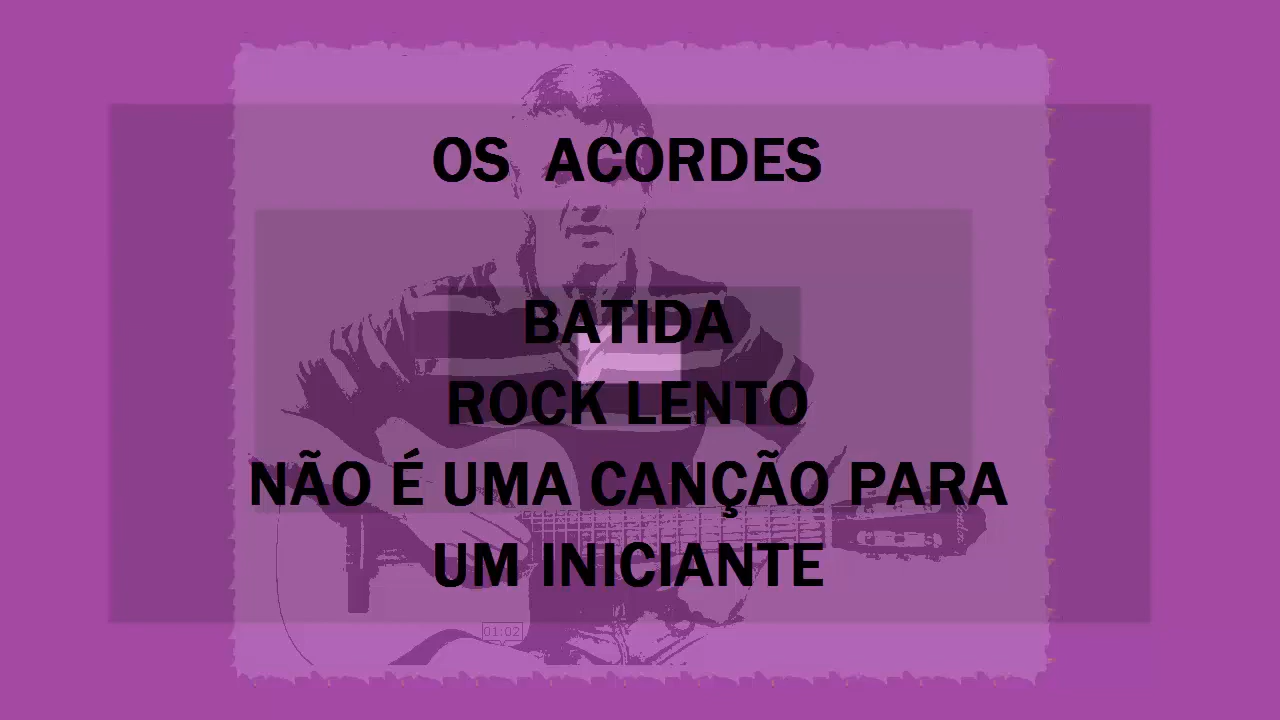 OS ACORDES
BATIDA
ROCK LENTO
NÃO É UMA CANÇÃO PARA
UM INICIANTE
01:02